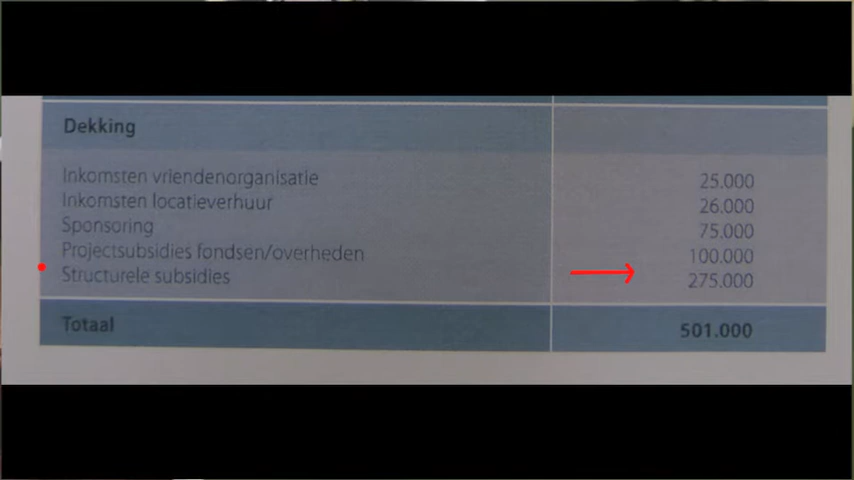 Dekking
Inkomsten vriendenorganisatie 25.000
Inkomsten locatieverhuur 26.000
Sponsoring 75.000
Projectsubsidies fondsen/overheden 100.000
Structurele subsidies 275.000
Totaal 501.000